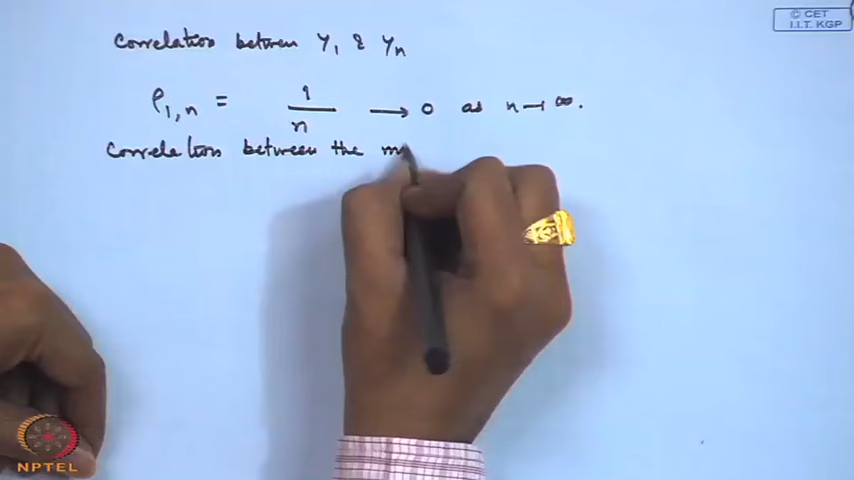 © CET
I.I.T. KGP
Correlation between Y₁ & Yₙ
ρ₁,ₙ = 1/n → 0 as n → ∞.
Correlation between the m
NPTEL